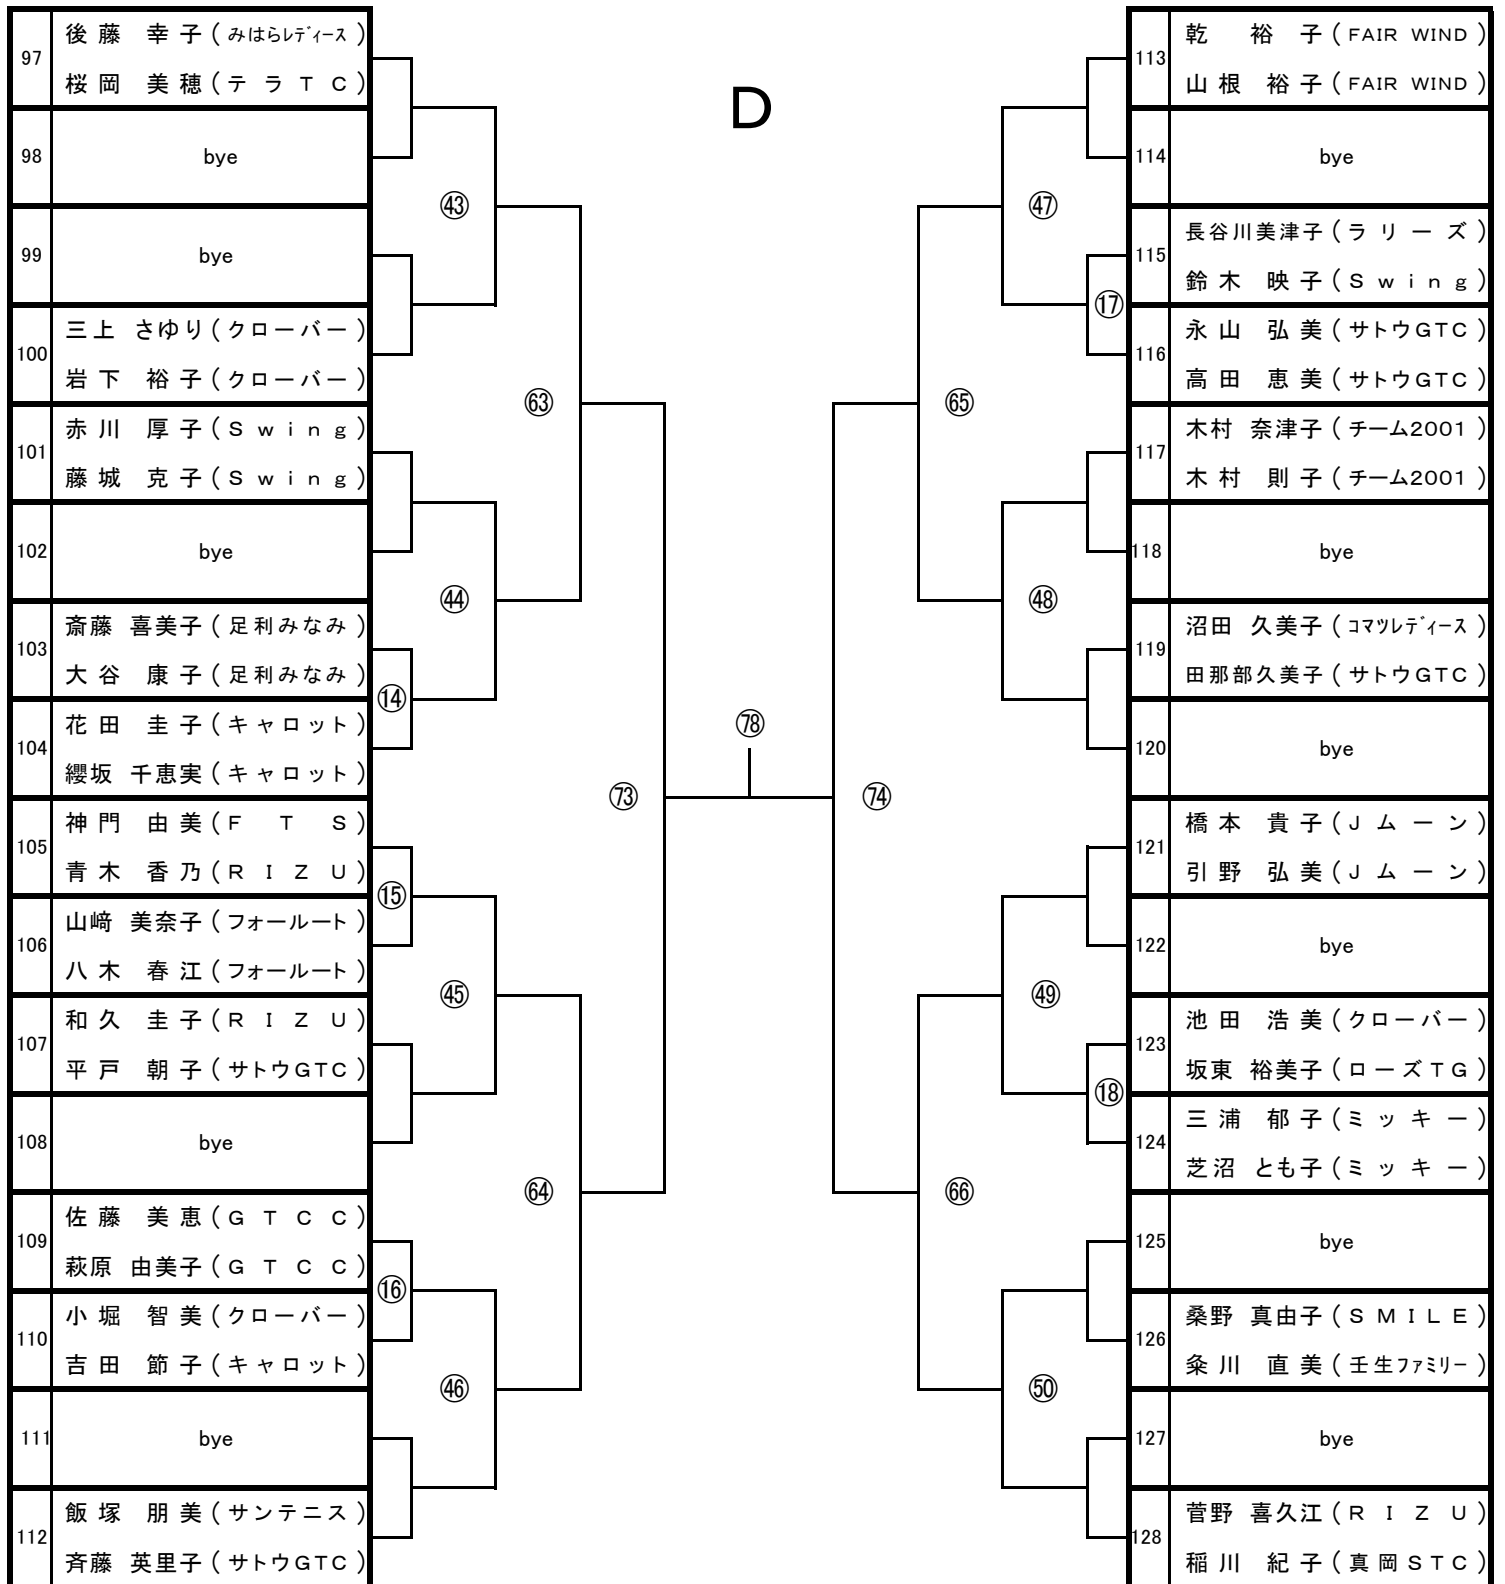 D
97
後藤 幸子(みはらレディース)
桜岡 美穂(テラTC)
98
bye
99
bye
100
三上 さゆり(クローバー)
岩下 裕子(クローバー)
101
赤川 厚子(Swing)
藤城 克子(Swing)
102
bye
103
斎藤 喜美子(足利みなみ)
大谷 康子(足利みなみ)
104
花田 圭子(キャロット)
纓坂 千恵実(キャロット)
105
神門 由美(FTS)
青木 香乃(RIZU)
106
山﨑 美奈子(フォールート)
八木 春江(フォールート)
107
和久 圭子(RIZU)
平戸 朝子(サトウGTC)
108
bye
109
佐藤 美恵(GTCC)
萩原 由美子(GTCC)
110
小堀 智美(クローバー)
吉田 節子(キャロット)
111
bye
112
飯塚 朋美(サンテニス)
斉藤 英里子(サトウGTC)
⑭
⑮
⑯
㊸
㊹
㊺
㊻
63
64
73
78
74
65
66
㊼
㊽
㊾
㊿
⑰
⑱
113
乾 裕子(FAIR WIND)
山根 裕子(FAIR WIND)
114
bye
115
長谷川美津子(ラリーズ)
鈴木 映子(Swing)
116
永山 弘美(サトウGTC)
高田 恵美(サトウGTC)
117
木村 奈津子(チーム2001)
木村 則子(チーム2001)
118
bye
119
沼田 久美子(コマツレディース)
田那部久美子(サトウGTC)
120
bye
121
橋本 貴子(Jムーン)
引野 弘美(Jムーン)
122
bye
123
池田 浩美(クローバー)
坂東 裕美子(ローズTG)
124
三浦 郁子(ミッキー)
芝沼 とも子(ミッキー)
125
bye
126
桑野 真由子(SMILE)
粂川 直美(壬生ファミリー)
127
bye
128
菅野 喜久江(RIZU)
稲川 紀子(真岡STC)